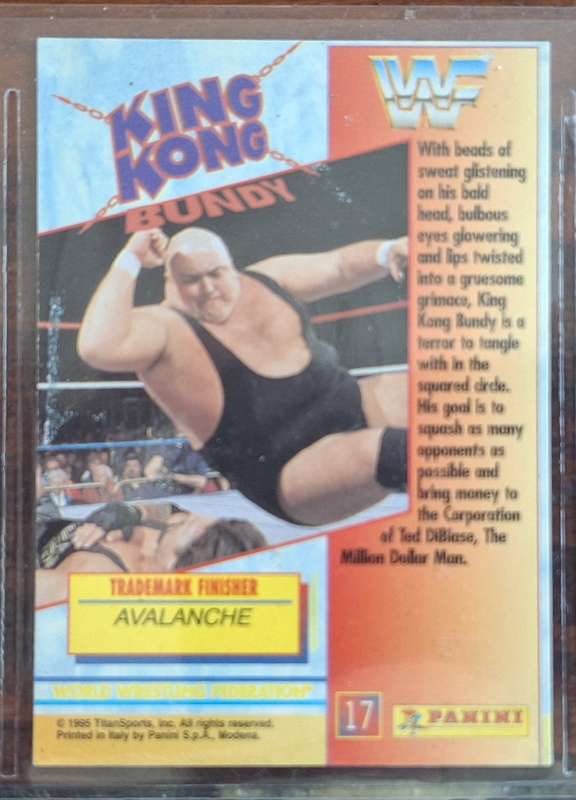 KING
KONG
BUNDY
WF
With beads of
sweat glistening
on his bald
head, bulbous
eyes glowering
and lips twisted
into a gruesome
grimace, King
Kong Bundy is a
terror to tangle
with in the
squared circle.
His goal is to
squash as many
opponents as
possible and
bring money to
the Corporation
of Ted DiBiase, The
Million Dollar Man.
TRADEMARK FINISHER
AVALANCHE
WORLD WRESTLING FEDERATION®
© 1995 TitanSports, Inc. All rights reserved.
Printed in Italy by Panini S.p.A., Modena.
17
PANINI